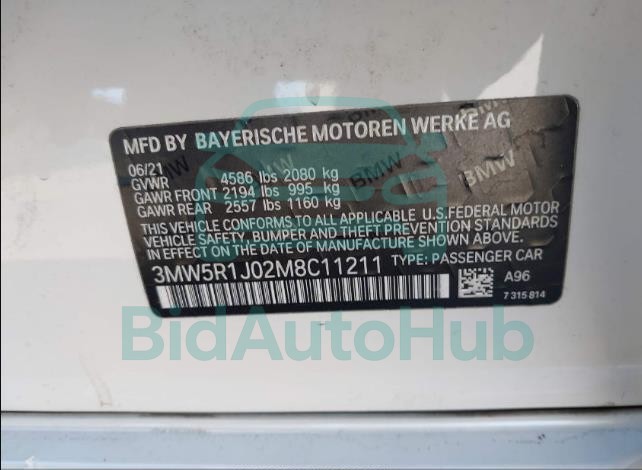 MFD BY BAYERISCHE MOTOREN WERKE AG
06/21
GVWR 4586 lbs 2080 kg
GAWR FRONT 2194 lbs 995 kg
GAWR REAR 2557 lbs 1160 kg
THIS VEHICLE CONFORMS TO ALL APPLICABLE U.S.FEDERAL MOTOR
VEHICLE SAFETY, BUMPER, AND THEFT PREVENTION STANDARDS
IN EFFECT ON THE DATE OF MANUFACTURE SHOWN ABOVE.
3MW5R1J02M8C11211 TYPE: PASSENGER CAR
A96
7 315 814
BidAutoHub